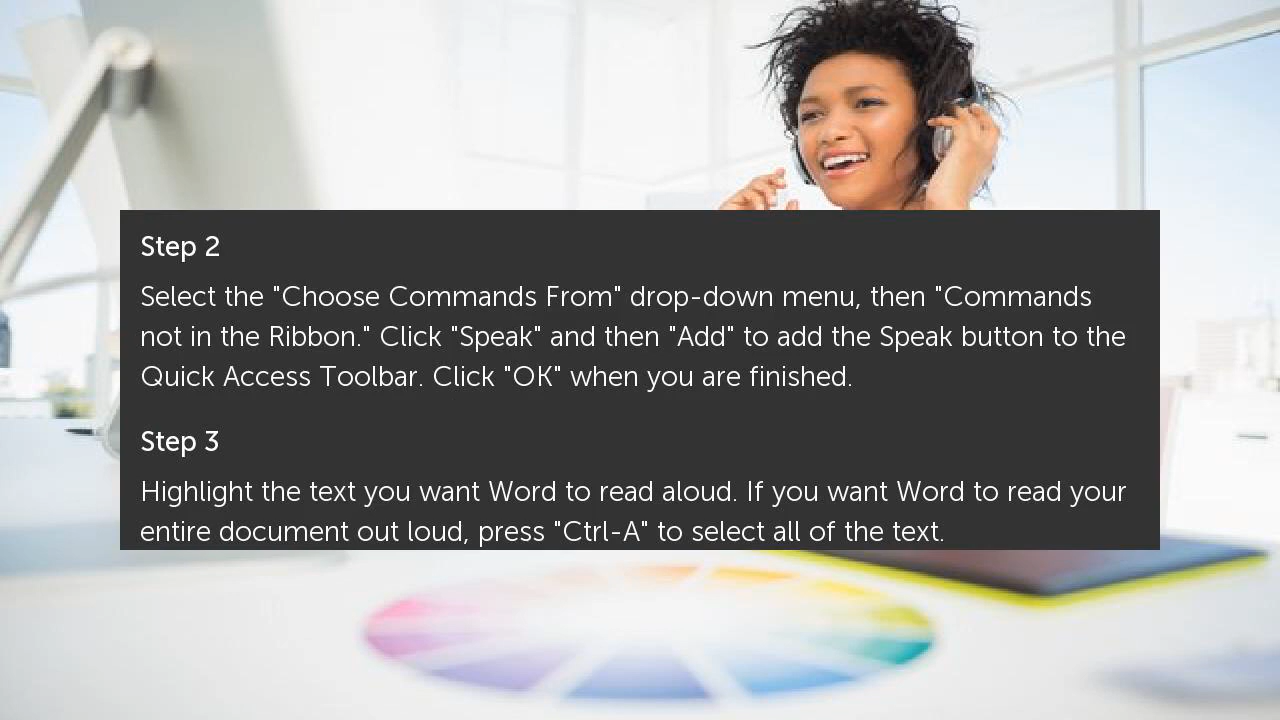 Step 2
Select the "Choose Commands From" drop-down menu, then "Commands
not in the Ribbon." Click "Speak" and then "Add" to add the Speak button to the
Quick Access Toolbar. Click "OK" when you are finished.
Step 3
Highlight the text you want Word to read aloud. If you want Word to read your
entire document out loud, press "Ctrl-A" to select all of the text.